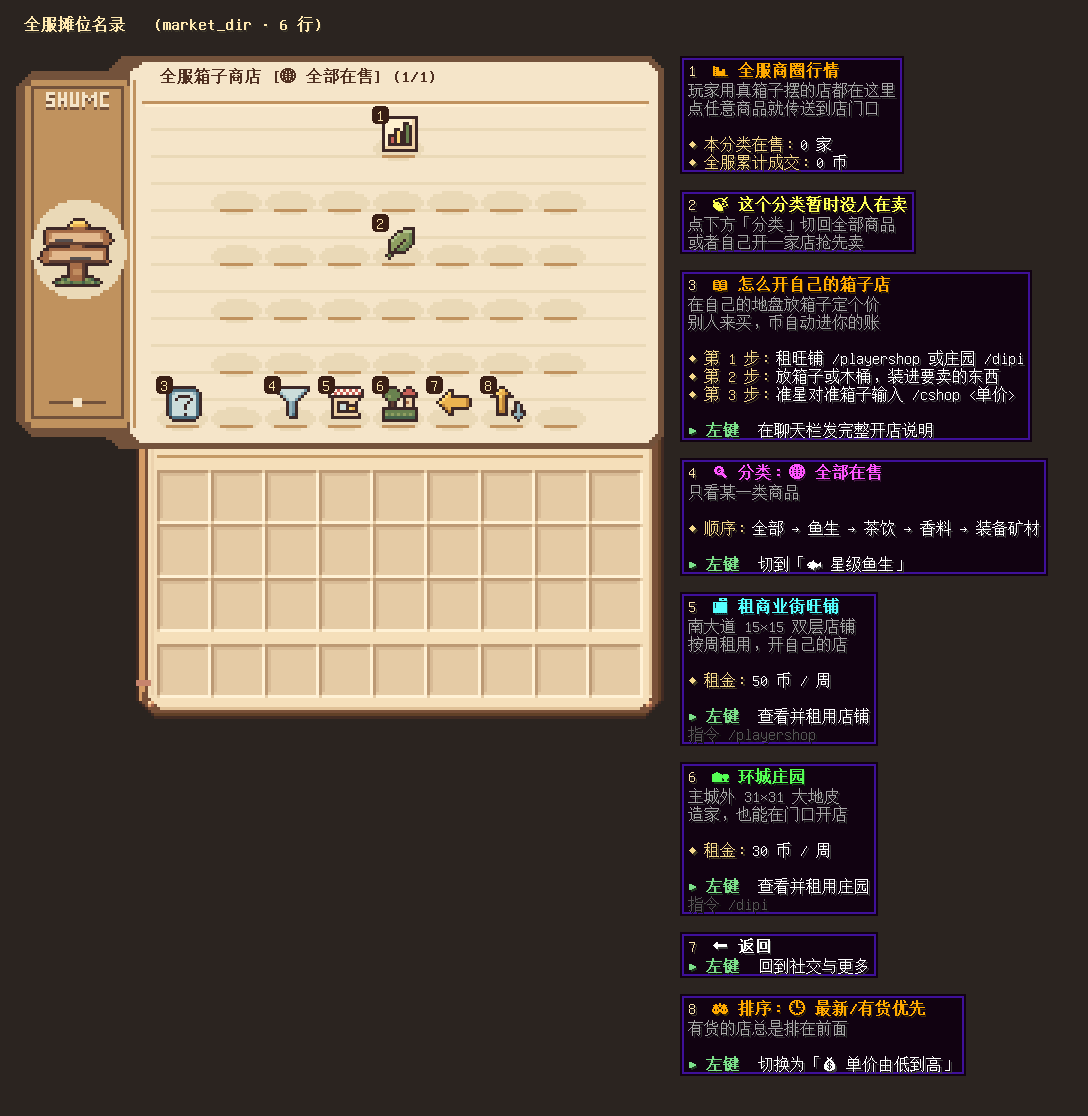 全服摊位名录 (market_dir · 6 行)
SHUMC
全服箱子商店 [ 全部在售] (1/1)
1
2
3
4
5
6
7
8
1 全服商圈行情
玩家用真箱子摆的店都在这里
点任意商品就传送到店门口
◆ 本分类在售：0 家
◆ 全服累计成交：0 币
2 这个分类暂时没人在卖
点下方「分类」切回全部商品
或者自己开一家店抢先卖
3 怎么开自己的箱子店
在自己的地盘放箱子定个价
别人来买，币自动进你的账
◆ 第 1 步：租旺铺 /playershop 或庄园 /dipi
◆ 第 2 步：放箱子或木桶，装进要卖的东西
◆ 第 3 步：准星对准箱子输入 /cshop <单价>
▶ 左键 在聊天栏发完整开店说明
4 分类： 全部在售
只看某一类商品
◆ 顺序：全部 → 鱼生 → 茶饮 → 香料 → 装备矿材
▶ 左键 切到「 星级鱼生」
5 租商业街旺铺
南大道 15×15 双层店铺
按周租用，开自己的店
◆ 租金：50 币 / 周
▶ 左键 查看并租用店铺
指令 /playershop
6 环城庄园
主城外 31×31 大地皮
造家，也能在门口开店
◆ 租金：30 币 / 周
▶ 左键 查看并租用庄园
指令 /dipi
7 ← 返回
▶ 左键 回到社交与更多
8 排序： 最新/有货优先
有货的店总是排在前面
▶ 左键 切换为「 单价由低到高」